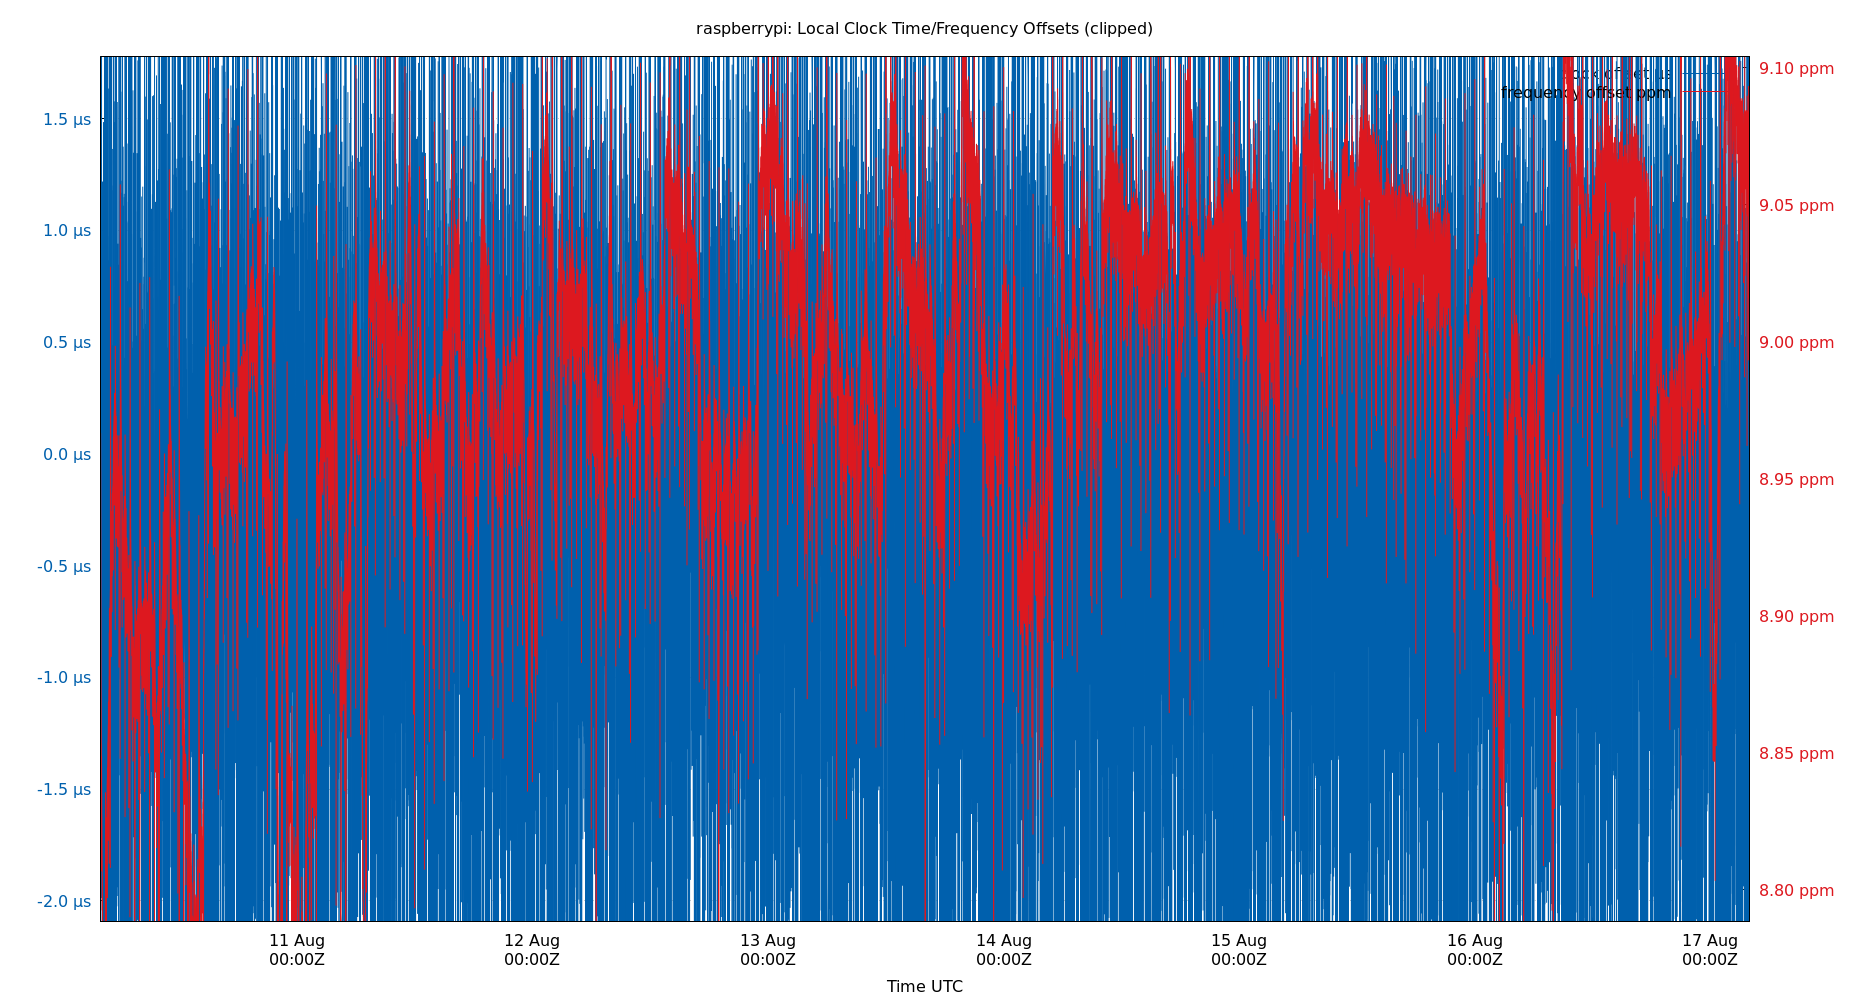 raspberrypi: Local Clock Time/Frequency Offsets (clipped)
frequency offset ppm
1.5 µs
1.0 µs
0.5 µs
0.0 µs
-0.5 µs
-1.0 µs
-1.5 µs
-2.0 µs
9.10 ppm
9.05 ppm
9.00 ppm
8.95 ppm
8.90 ppm
8.85 ppm
8.80 ppm
11 Aug
00:00Z
12 Aug
00:00Z
13 Aug
00:00Z
14 Aug
00:00Z
15 Aug
00:00Z
16 Aug
00:00Z
17 Aug
00:00Z
Time UTC